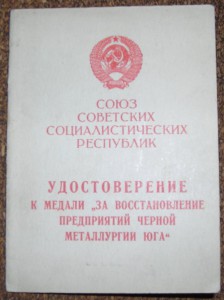 СОЮЗ
СОВЕТСКИХ
СОЦИАЛИСТИЧЕСКИХ
РЕСПУБЛИК
УДОСТОВЕРЕНИЕ
К МЕДАЛИ „ЗА ВОССТАНОВЛЕНИЕ
ПРЕДПРИЯТИЙ ЧЕРНОЙ
МЕТАЛЛУРГИИ ЮГА“